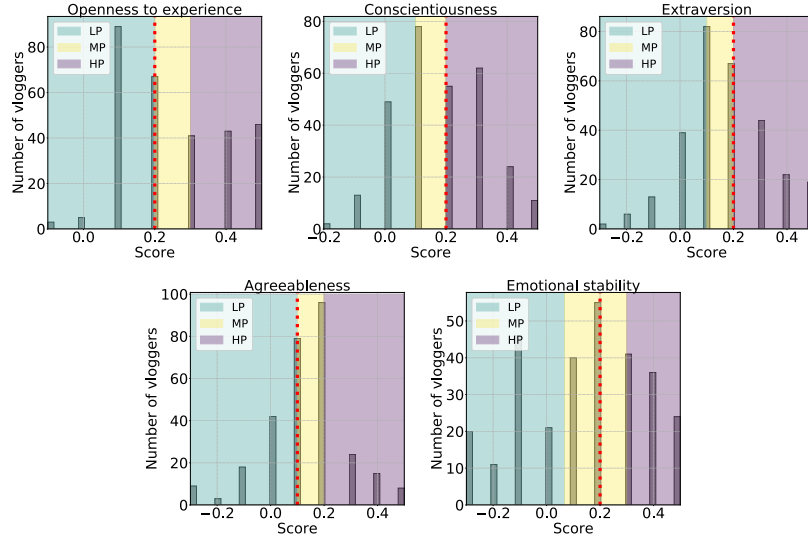 Openness to experience
LP
MP
HP
80
60
40
20
0
0.0
0.2
0.4
Number of vloggers
Score
Conscientiousness
LP
MP
HP
80
60
40
20
0
−0.2
0.0
0.2
0.4
Number of vloggers
Score
Extraversion
LP
MP
HP
80
60
40
20
0
−0.2
0.0
0.2
0.4
Number of vloggers
Score
Agreeableness
LP
MP
HP
100
80
60
40
20
0
−0.2
0.0
0.2
0.4
Number of vloggers
Score
Emotional stability
LP
MP
HP
50
40
30
20
10
0
−0.2
0.0
0.2
0.4
Number of vloggers
Score